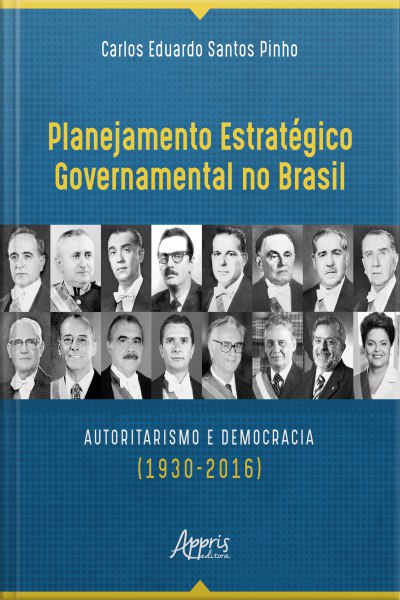 Carlos Eduardo Santos Pinho
Planejamento Estratégico
Governamental no Brasil
AUTORITARISMO E DEMOCRACIA
(1930-2016)
Appris
editora